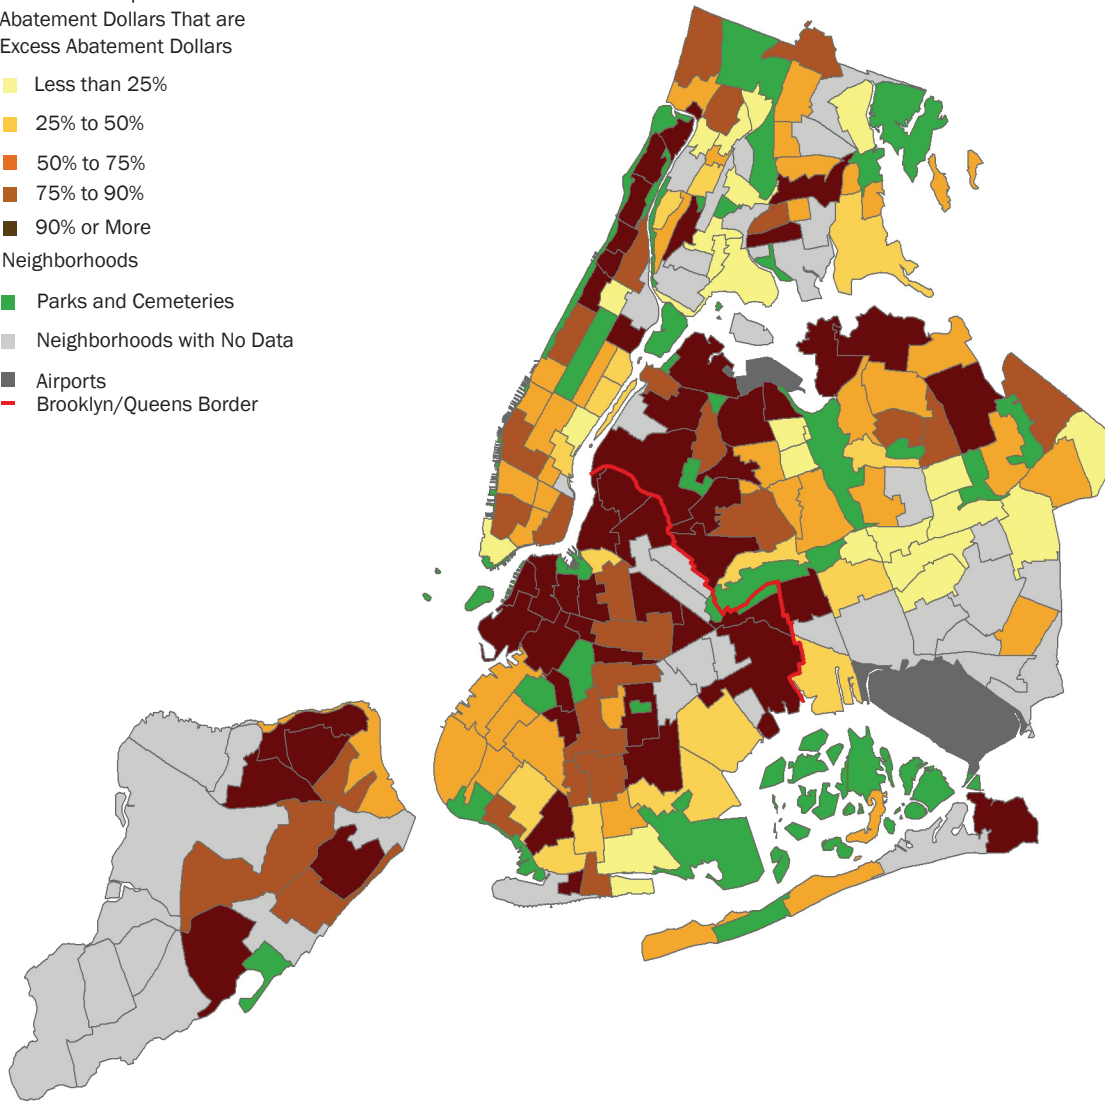 Abatement Dollars That are
Excess Abatement Dollars
Less than 25%
25% to 50%
50% to 75%
75% to 90%
90% or More
Neighborhoods
Parks and Cemeteries
Neighborhoods with No Data
Airports
Brooklyn/Queens Border